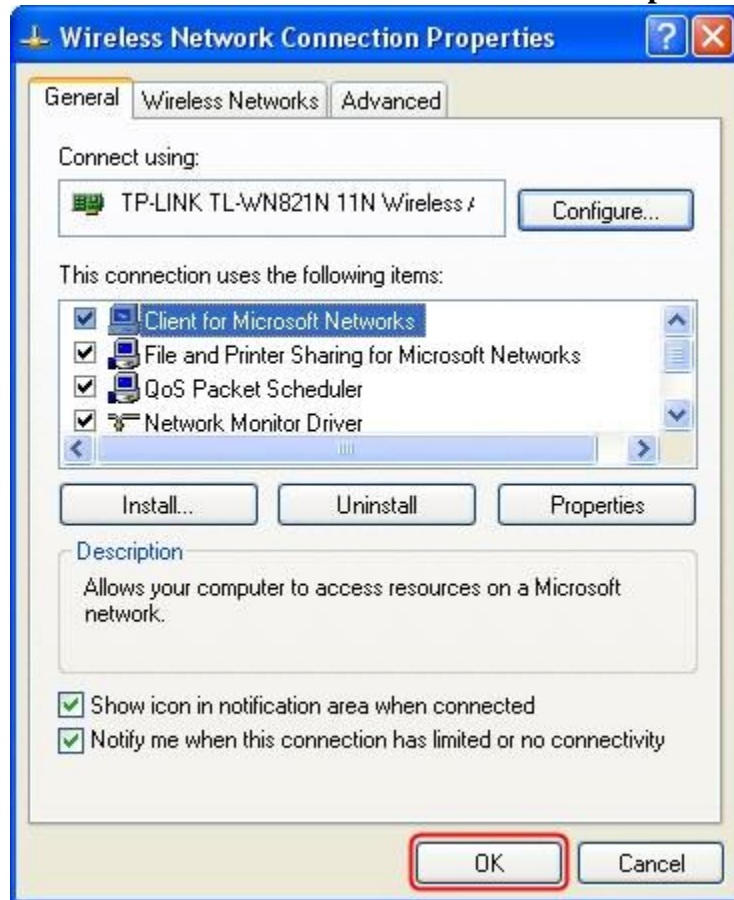 Wireless Network Connection Properties
General Wireless Networks Advanced
Connect using:
TP-LINK TL-WN821N 11N Wireless
Configure...
This connection uses the following items:
Client for Microsoft Networks
File and Printer Sharing for Microsoft Networks
QoS Packet Scheduler
Network Monitor Driver
Install... Uninstall Properties
Description
Allows your computer to access resources on a Microsoft
network.
Show icon in notification area when connected
Notify me when this connection has limited or no connectivity
OK Cancel